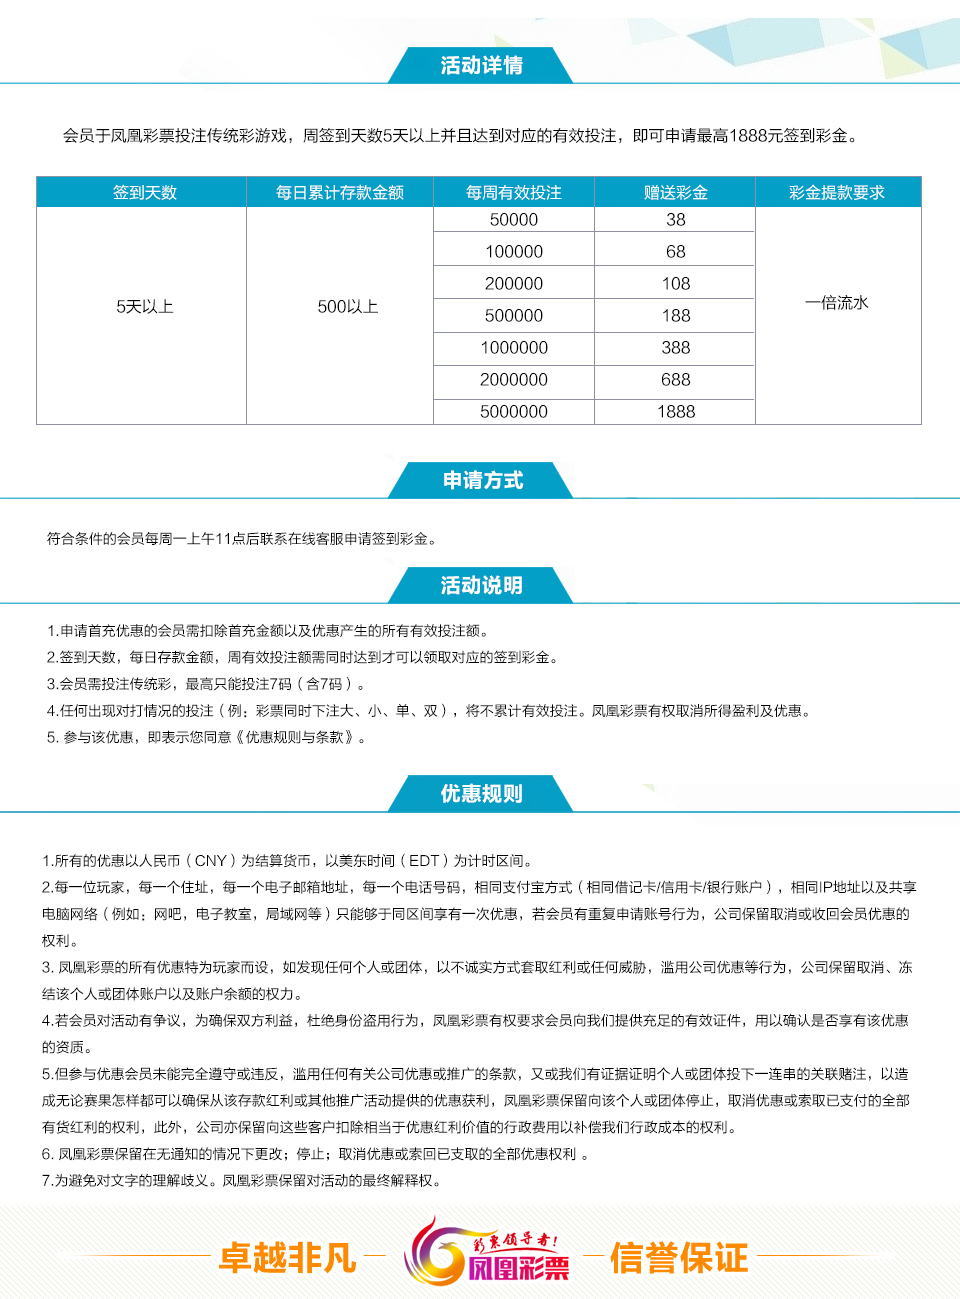 活动详情
会员于凤凰彩票投注传统彩游戏，周签到天数5天以上并且达到对应的有效投注，即可申请最高1888元签到彩金。
签到天数 每日累计存款金额 每周有效投注 赠送彩金 彩金提款要求
50000 38
100000 68
200000 108
5天以上 500以上 500000 188 一倍流水
1000000 388
2000000 688
5000000 1888
申请方式
符合条件的会员每周一上午11点后联系在线客服申请签到彩金。
活动说明
1.申请首充优惠的会员需扣除首充金额以及优惠产生的所有有效投注额。
2.签到天数，每日存款金额，周有效投注额需同时达到才可以领取对应的签到彩金。
3.会员需投注传统彩，最高只能投注7码（含7码）。
4.任何出现对打情况的投注（例；彩票同时下注大、小、单、双），将不累计有效投注。凤凰彩票有权取消所得盈利及优惠。
5. 参与该优惠，即表示您同意《优惠规则与条款》。
优惠规则
1.所有的优惠以人民币（CNY）为结算货币，以美东时间（EDT）为计时区间。
2.每一位玩家，每一个住址，每一个电子邮箱地址，每一个电话号码，相同支付宝方式（相同借记卡/信用卡/银行账户），相同IP地址以及共享
电脑网络（例如；网吧，电子教室，局域网等）只能够于同区间享有一次优惠，若会员有重复申请账号行为，公司保留取消或收回会员优惠的
权利。
3. 凤凰彩票的所有优惠特为玩家而设，如发现任何个人或团体，以不诚实方式套取红利或任何威胁，滥用公司优惠等行为，公司保留取消、冻
结该个人或团体账户以及账户余额的权力。
4.若会员对活动有争议，为确保双方利益，杜绝身份盗用行为，凤凰彩票有权要求会员向我们提供充足的有效证件，用以确认是否享有该优惠
的资质。
5.但参与优惠会员未能完全遵守或违反，滥用任何有关公司优惠或推广的条款，又或我们有证据证明个人或团体投下一连串的关联赌注，以造
成无论赛果怎样都可以确保从该存款红利或其他推广活动提供的优惠获利，凤凰彩票保留向该个人或团体停止，取消优惠或索取已支付的全部
有货红利的权利，此外，公司亦保留向这些客户扣除相当于优惠红利价值的行政费用以补偿我们行政成本的权利。
6. 凤凰彩票保留在无通知的情况下更改；停止；取消优惠或索回已支取的全部优惠权利 。
7.为避免对文字的理解歧义。凤凰彩票保留对活动的最终解释权。
彩票领导者！
卓越非凡 凤凰彩票 信誉保证